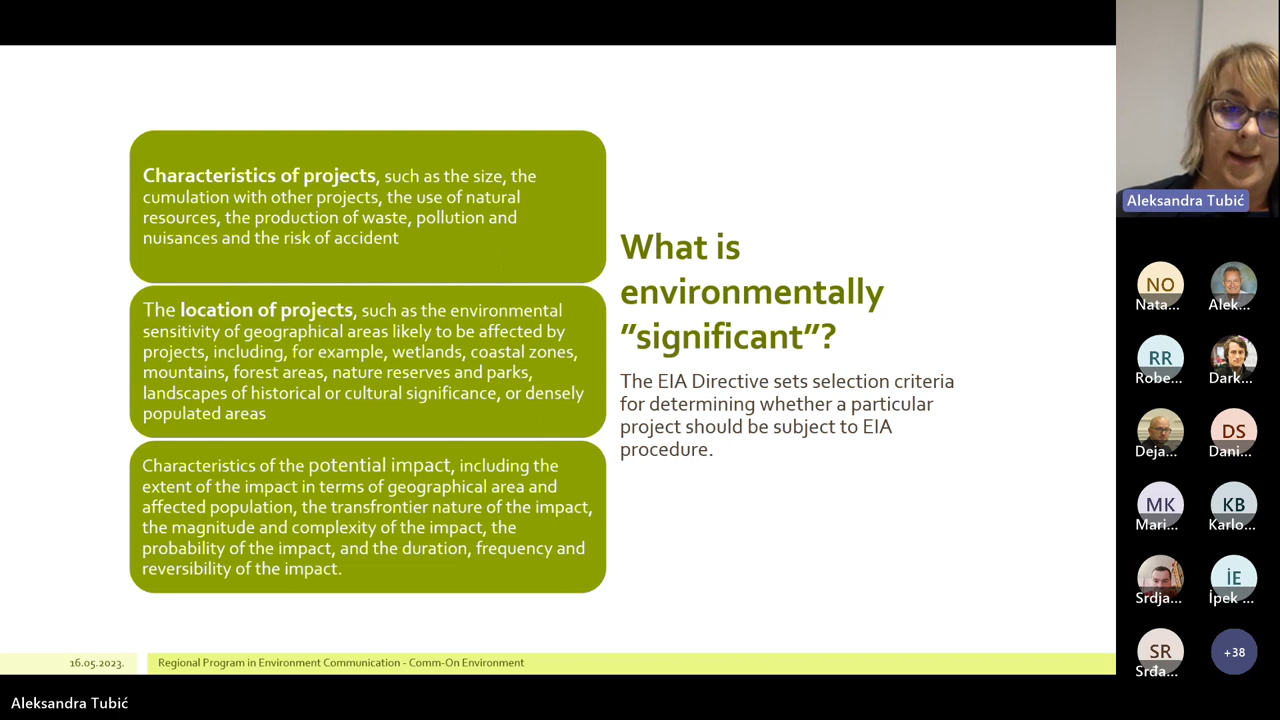 Characteristics of projects, such as the size, the
cumulation with other projects, the use of natural
resources, the production of waste, pollution and
nuisances and the risk of accident
The location of projects, such as the environmental
sensitivity of geographical areas likely to be affected by
projects, including, for example, wetlands, coastal zones,
mountains, forest areas, nature reserves and parks,
landscapes of historical or cultural significance, or densely
populated areas
Characteristics of the potential impact, including the
extent of the impact in terms of geographical area and
affected population, the transfrontier nature of the impact,
the magnitude and complexity of the impact, the
probability of the impact, and the duration, frequency and
reversibility of the impact.
What is
environmentally
"significant"?
The EIA Directive sets selection criteria
for determining whether a particular
project should be subject to EIA
procedure.
16.05.2023.
Regional Program in Environment Communication - Comm-On Environment
Aleksandra Tubić
Aleksandra Tubić
NO
Nata...
Alek...
RR
Robe...
Dark...
Deja...
DS
Dani...
MK
Mari...
KB
Karlo...
Srdja...
İE
İpek ...
SR
Srđa...
+38